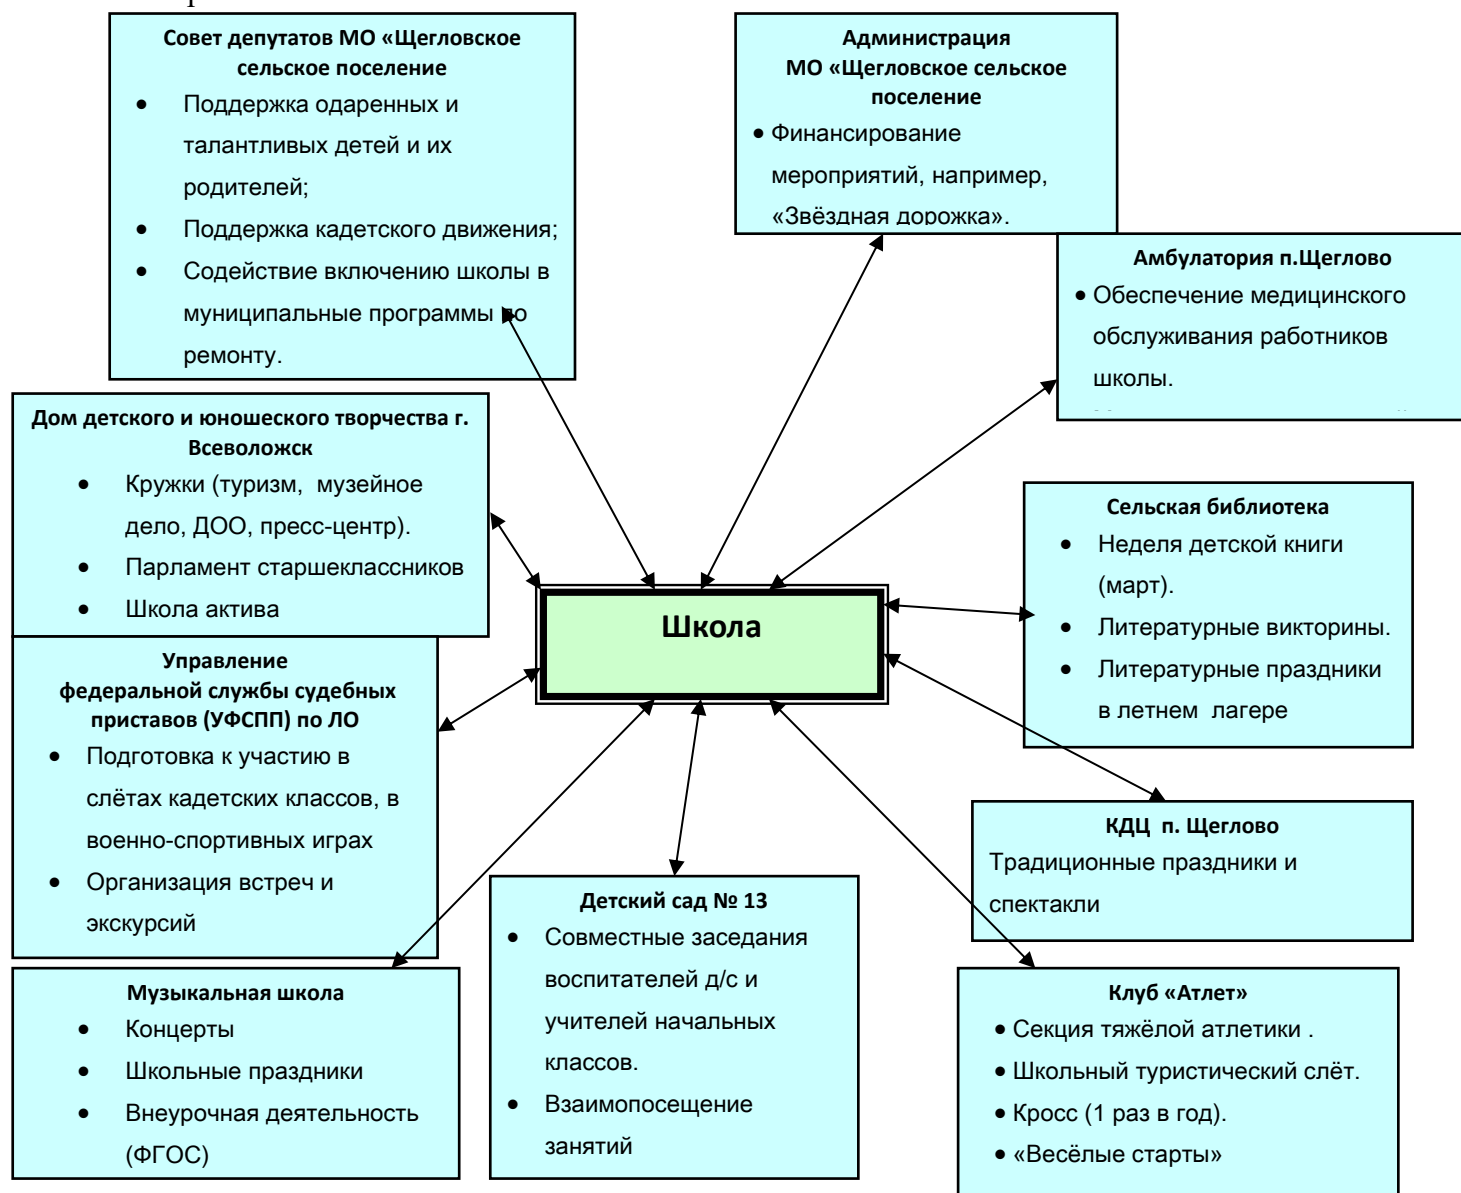 Совет депутатов МО «Щегловское
сельское поселение
• Поддержка одаренных и
талантливых детей и их
родителей;
• Поддержка кадетского движения;
• Содействие включению школы в
муниципальные программы по
ремонту.
Администрация
МО «Щегловское сельское
поселение
• Финансирование
мероприятий, например,
«Звёздная дорожка».
Амбулатория п.Щеглово
• Обеспечение медицинского
обслуживания работников
школы.
Дом детского и юношеского творчества г.
Всеволожск
• Кружки (туризм, музейное
дело, ДОО, пресс-центр).
• Парламент старшеклассников
• Школа актива
Сельская библиотека
• Неделя детской книги
(март).
• Литературные викторины.
• Литературные праздники
в летнем лагере
Школа
Управление
федеральной службы судебных
приставов (УФСПП) по ЛО
• Подготовка к участию в
слётах кадетских классов, в
военно-спортивных играх
• Организация встреч и
экскурсий
КДЦ п. Щеглово
Традиционные праздники и
спектакли
Детский сад № 13
• Совместные заседания
воспитателей д/с и
учителей начальных
классов.
• Взаимопосещение
занятий
Музыкальная школа
• Концерты
• Школьные праздники
• Внеурочная деятельность
(ФГОС)
Клуб «Атлет»
• Секция тяжёлой атлетики .
• Школьный туристический слёт.
• Кросс (1 раз в год).
• «Весёлые старты»